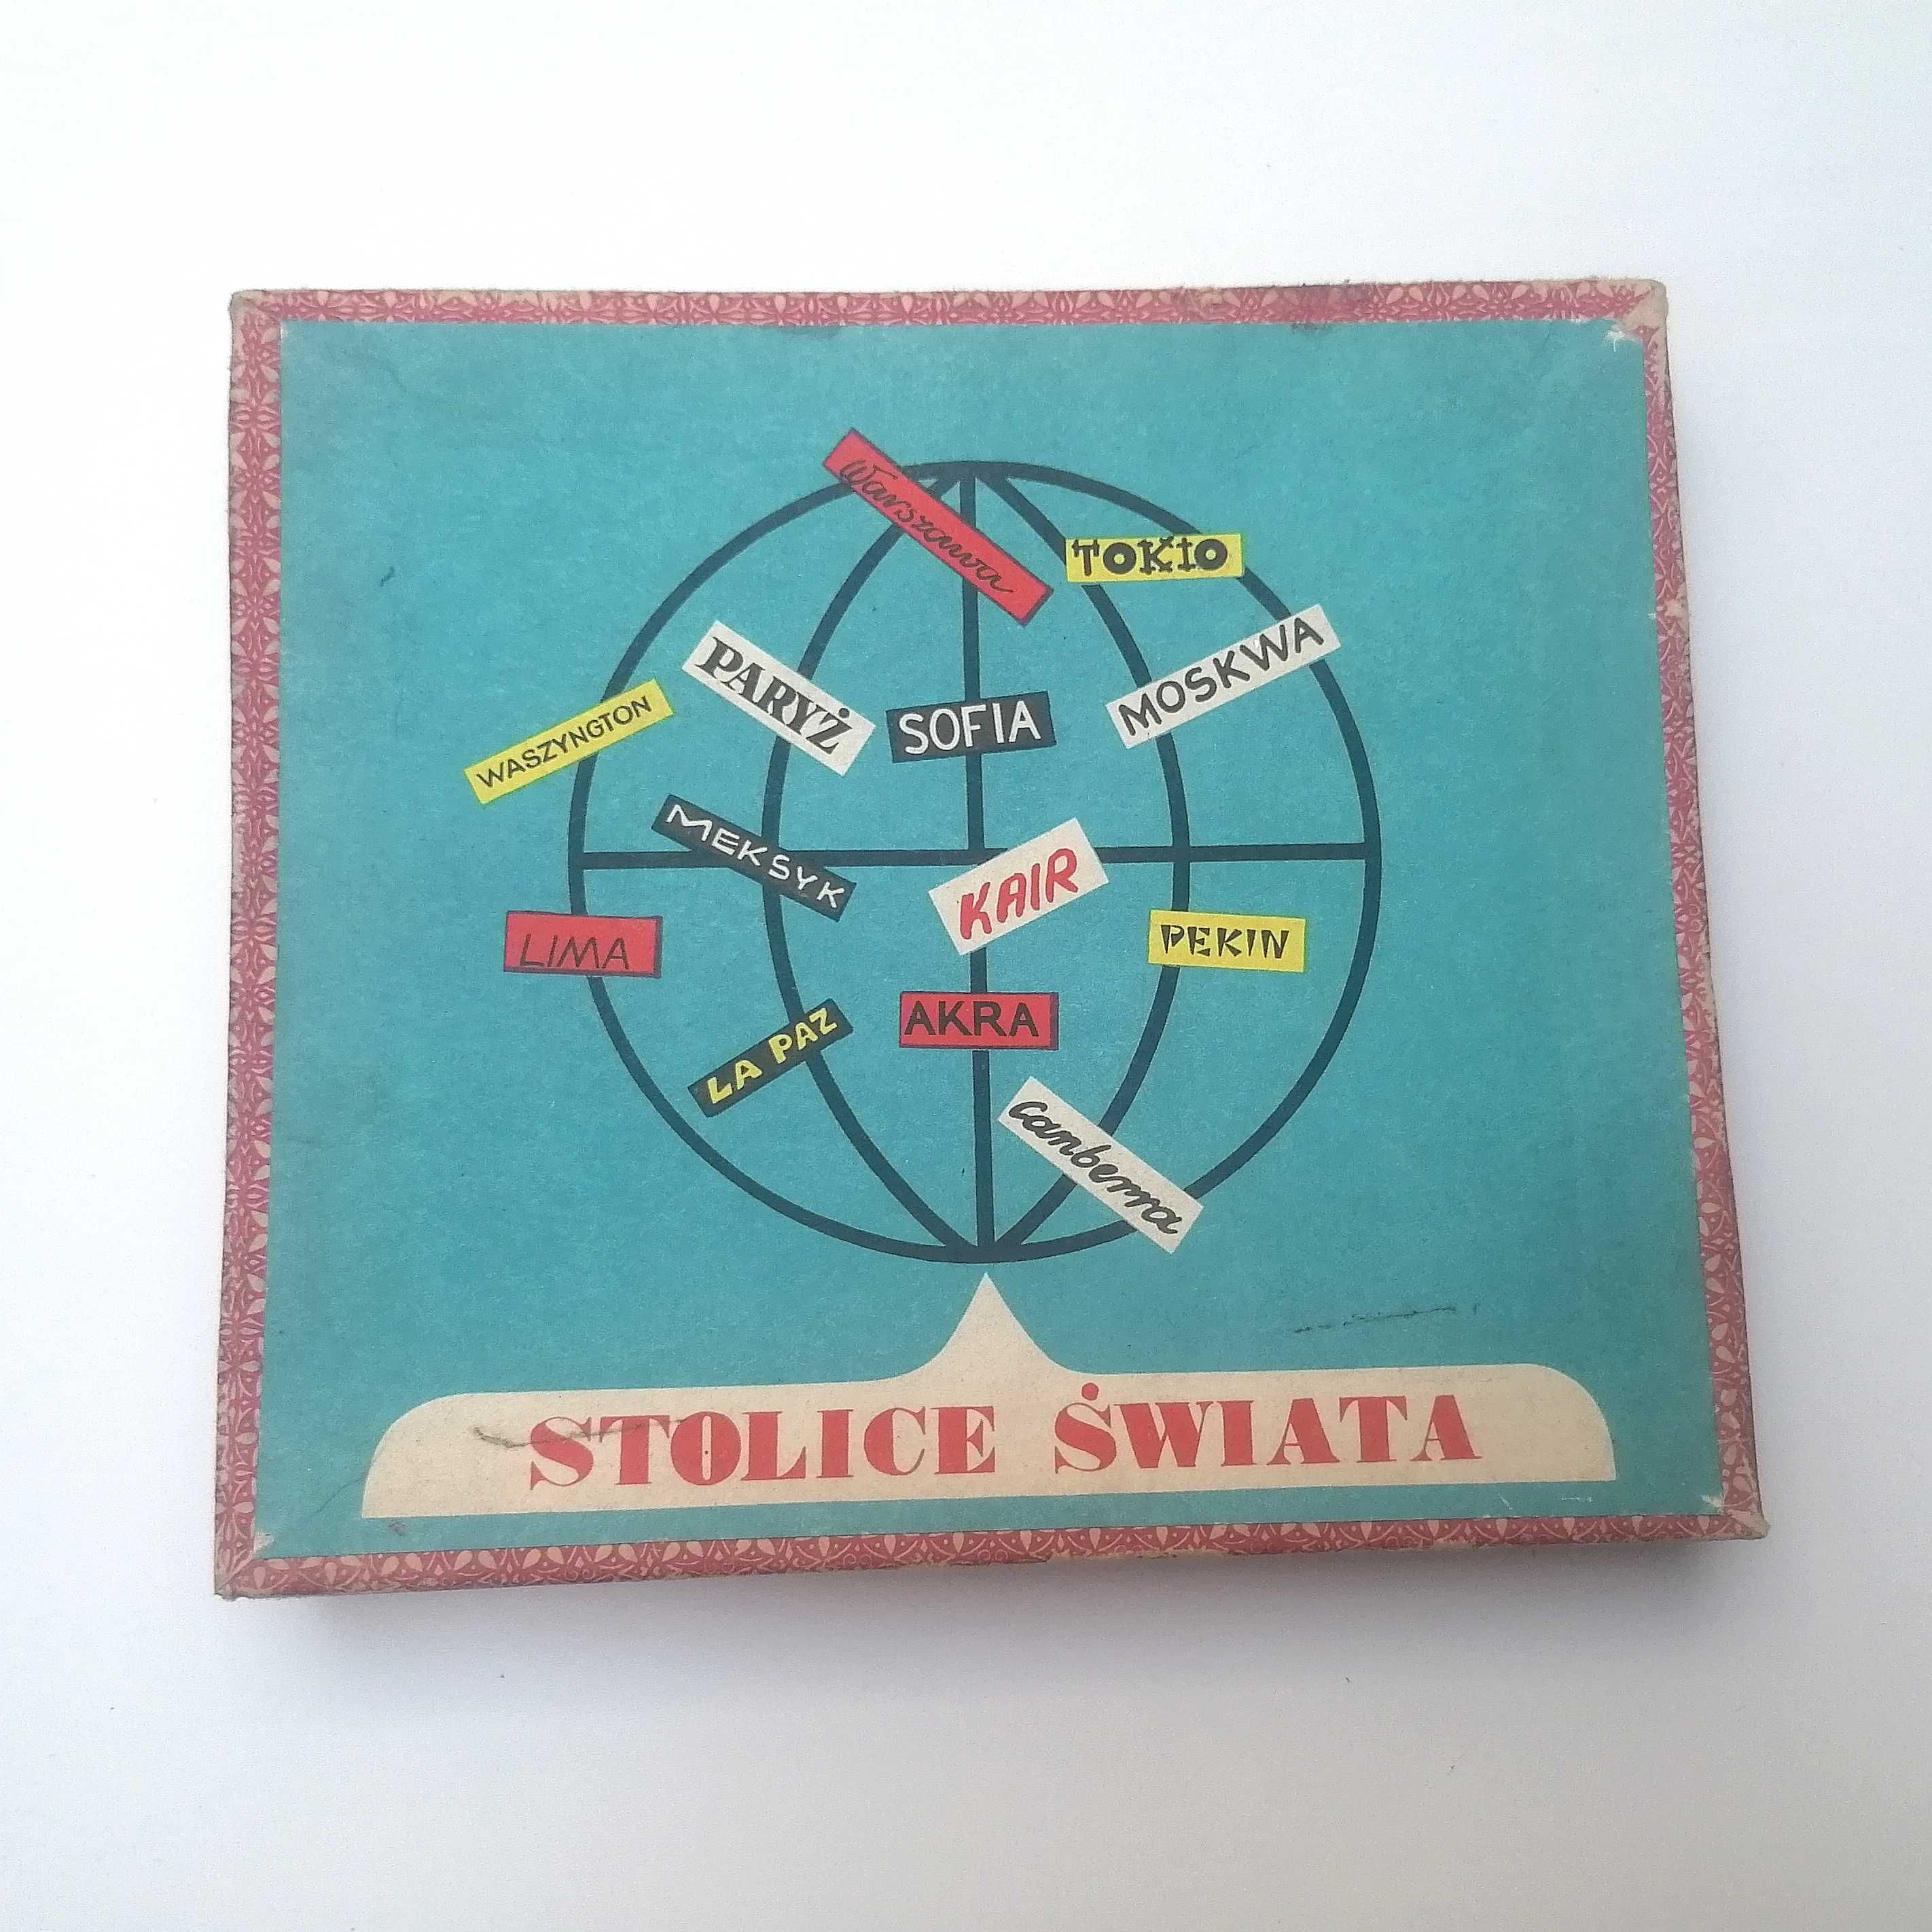 Warszawa
TOKIO
MOSKWA
PARYŻ
SOFIA
WASZYNGTON
MEKSYK
KAIR
LIMA
PEKIN
AKRA
LA PAZ
Canberra
STOLICE ŚWIATA